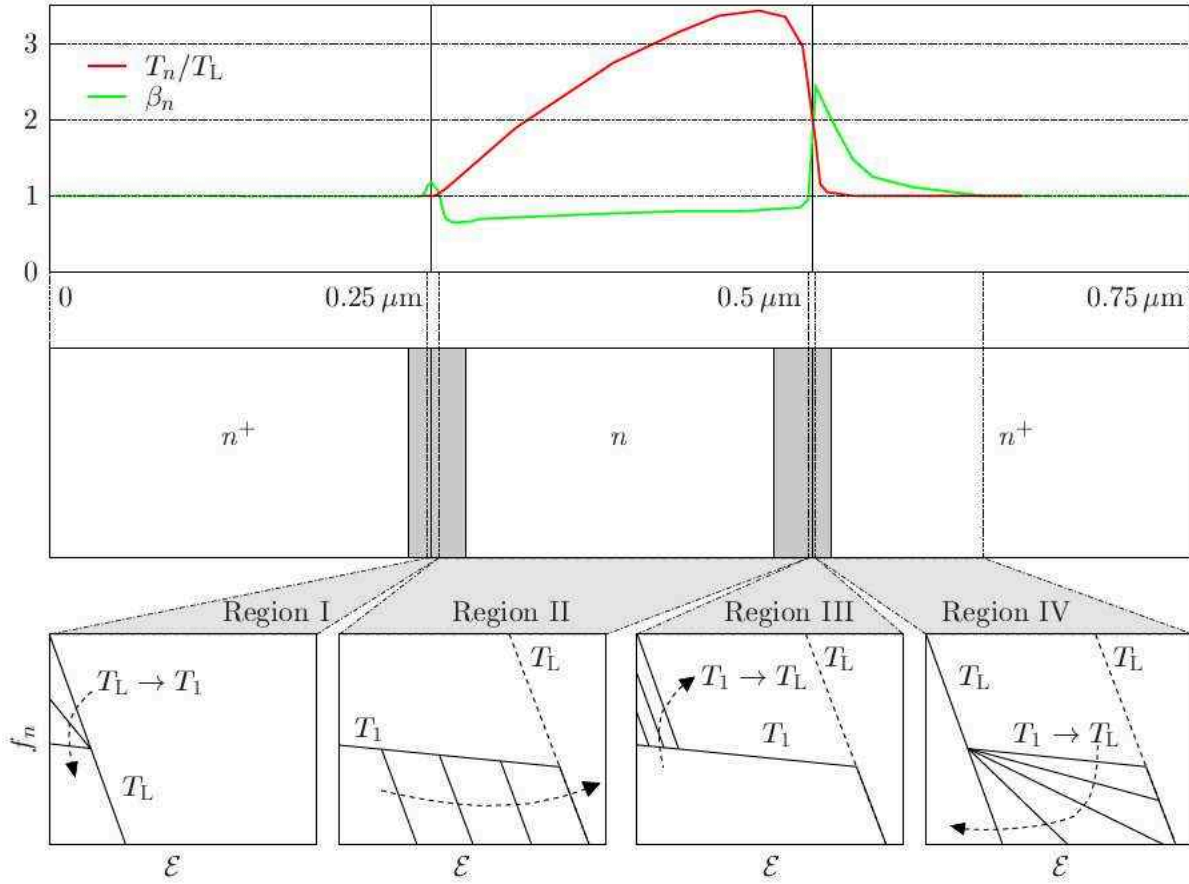 3
T_n/T_L
β_n
2
1
0
0 0.25 μm 0.5 μm 0.75 μm
n⁺ n n⁺
Region I Region II Region III Region IV
T_L → T_1
T_L
T_1
T_L
T_1 → T_L
T_L
T_1
T_L
T_L
T_1 → T_L
f_n
ℰ ℰ ℰ ℰ